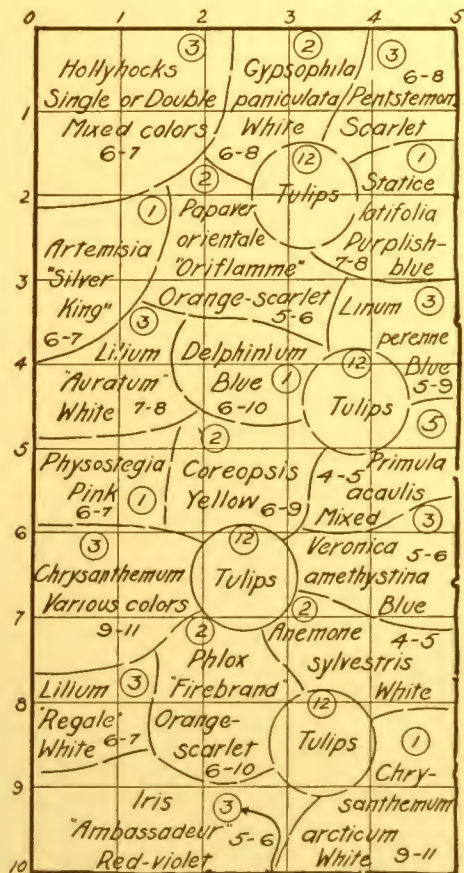 0 1 2 3 4 5
1
2
3
4
5
6
7
8
9
10
3
Hollyhocks
Single or Double
Mixed colors
6-7
2
Gypsophila
paniculata
White
6-8
3
6-8
Pentstemon
Scarlet
12
Tulips
1
Statice
latifolia
Purplish-
blue
7-8
1
Artemisia
"Silver
King"
6-7
2
Papaver
orientale
"Oriflamme"
Orange-scarlet
5-6
Linum 3
perenne
Blue
5-9
3
Lilium
"Auratum"
White 7-8
Delphinium
Blue 1
6-10
12
Tulips
5
Primula
acaulis
Mixed
4-5
Physostegia
Pink 1
6-7
2
Coreopsis
Yellow 6-9
3
Veronica 5-6
amethystina
Blue
3
Chrysanthemum
Various colors
9-11
12
Tulips
2
Anemone 4-5
sylvestris
White
Lilium 3
"Regale"
White 6-7
2
Phlox
"Firebrand"
Orange-
scarlet
6-10
12
Tulips
1
Chry-
santhemum
arcticum
White 9-11
Iris 3
"Ambassadeur" 5-6
Red-violet